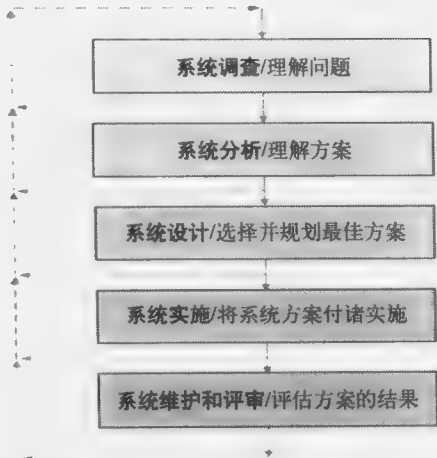 系统调查/理解问题
系统分析/理解方案
系统设计/选择并规划最佳方案
系统实施/将系统方案付诸实施
系统维护和评审/评估方案的结果